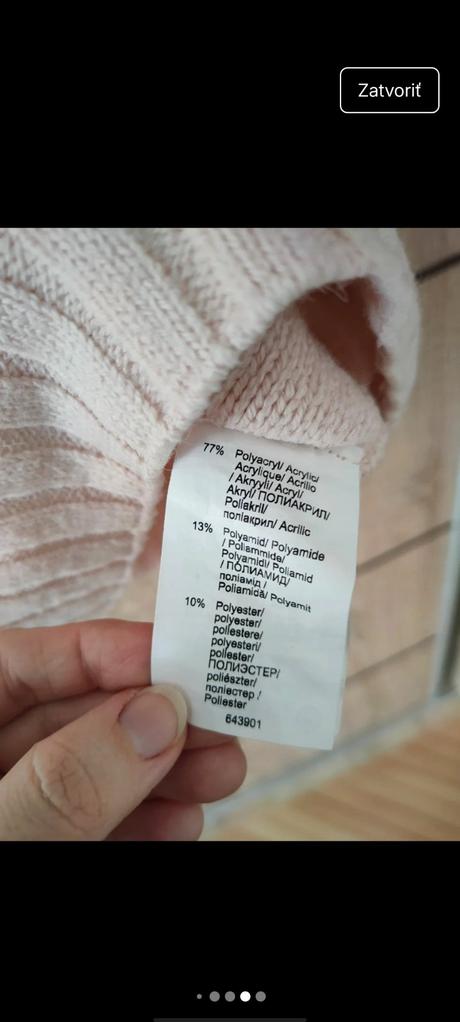 Zatvoriť
77% Polyacryl/ Acrylic/
Acrylique/ Acrilio
/ Akryyli/ Acryl/
Akryl/ ПОЛИАКРИЛ/
Poliakril/
поліакрил/ Acrilic
13% Polyamid/ Polyamide
/ Poliammide/
Polyamidi/ Poliamid
/ ПОЛИАМИД/
поліамід /
Poliamidă/ Polyamit
10% Polyester/
polyester/
poliestere/
polyesteri/
poliester/
ПОЛИЭСТЕР/
poliészter/
поліестер /
Poliester
643901